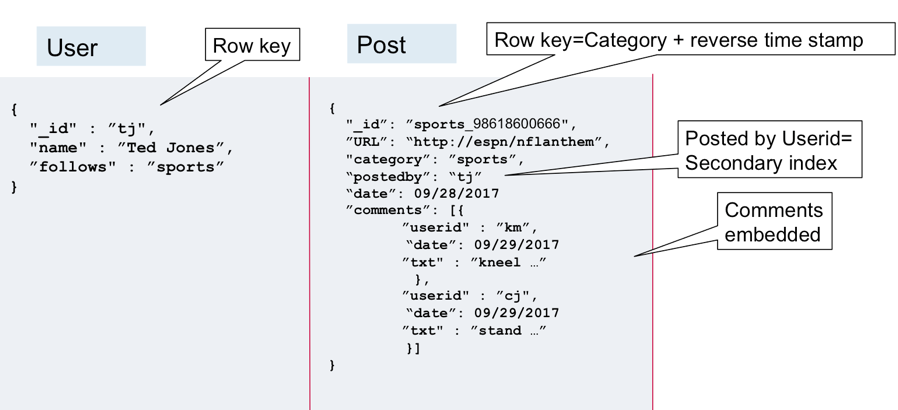 User
Row key
{
"_id" : ”tj”,
"name" : ”Ted Jones”,
”follows" : ”sports”
}
Post
Row key=Category + reverse time stamp
{
"_id”: ”sports_98618600666",
”URL”: “http://espn/nflanthem”,
"category”: ”sports”,
“postedby”: “tj”
“date”: 09/28/2017
”comments”: [{
”userid" : ”km”,
“date”: 09/29/2017
”txt" : ”kneel …”
},
”userid" : ”cj”,
“date”: 09/29/2017
”txt" : ”stand …”
}]
}
Posted by Userid=
Secondary index
Comments
embedded